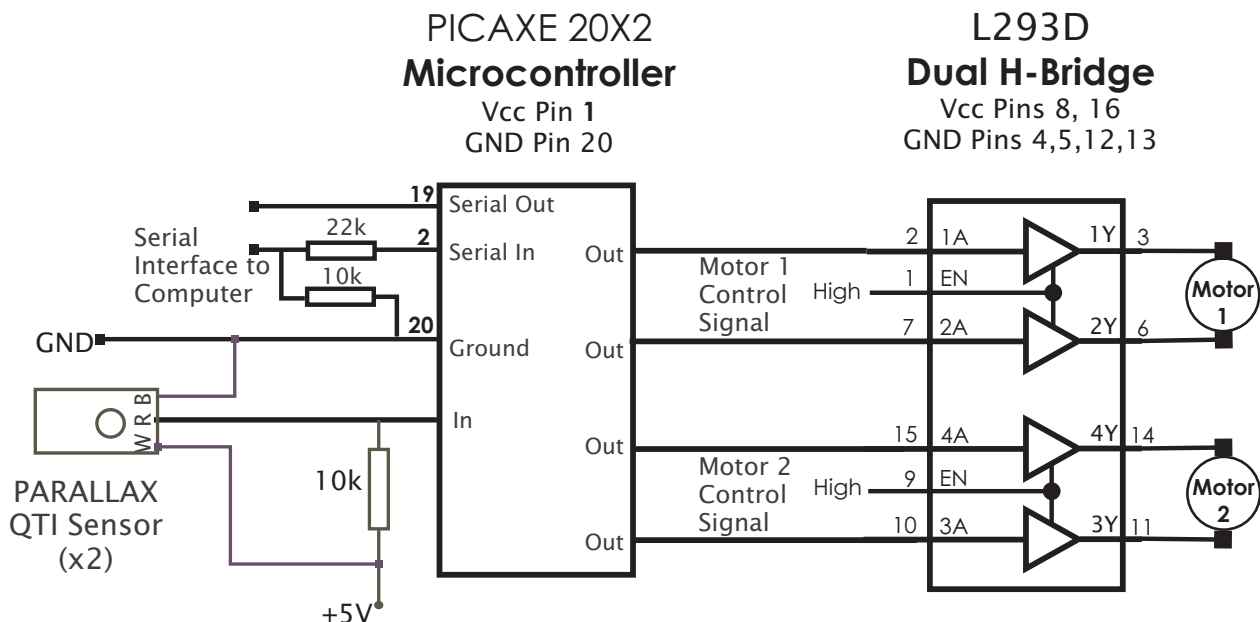 PICAXE 20X2
Microcontroller
Vcc Pin 1
GND Pin 20
L293D
Dual H-Bridge
Vcc Pins 8, 16
GND Pins 4,5,12,13
19
Serial Out
22k
2
Serial In
Serial
Interface to
Computer
10k
20
GND
Ground
B
R
W
In
10k
PARALLAX
QTI Sensor
(x2)
+5V
Out
Out
Out
Out
Motor 1
Control
Signal
High
Motor 2
Control
Signal
High
2
1A
1Y
3
1
EN
7
2A
2Y
6
Motor
1
15
4A
4Y
14
9
EN
10
3A
3Y
11
Motor
2